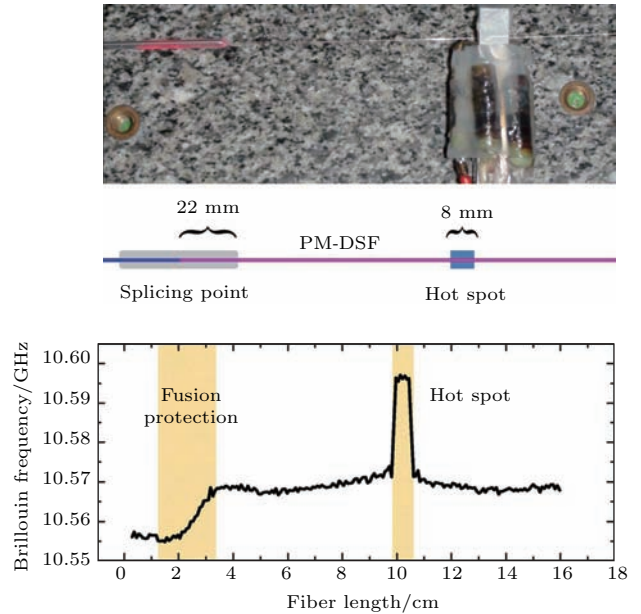 22 mm
8 mm
PM-DSF
Splicing point
Hot spot
Brillouin frequency/GHz
10.60
10.59
10.58
10.57
10.56
10.55
Fusion
protection
Hot spot
0 2 4 6 8 10 12 14 16 18
Fiber length/cm